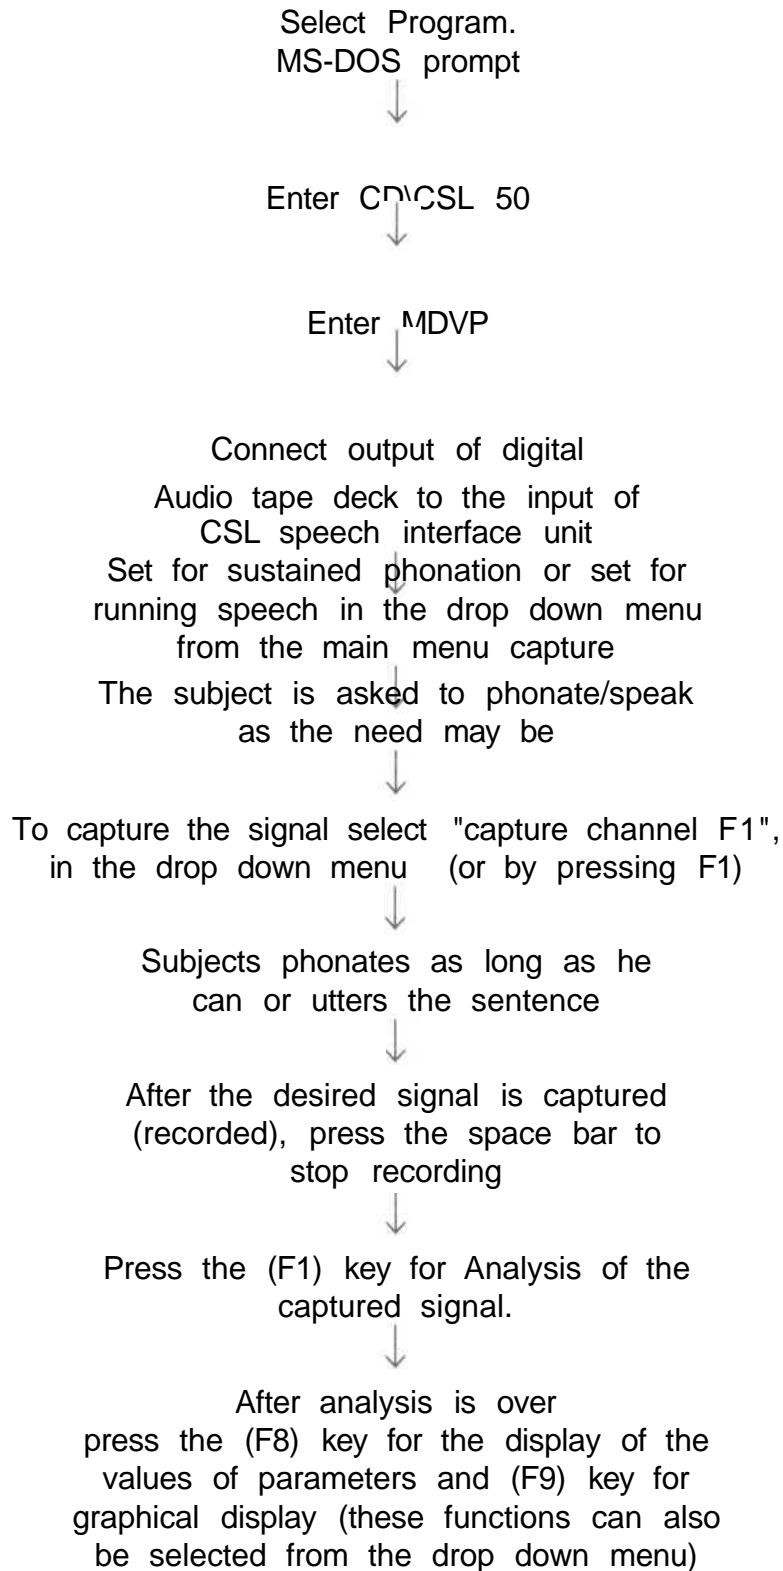 Select Program.
MS-DOS prompt
Enter CD\CSL 50
Enter MDVP
Connect output of digital
Audio tape deck to the input of
CSL speech interface unit
Set for sustained phonation or set for
running speech in the drop down menu
from the main menu capture
The subject is asked to phonate/speak
as the need may be
To capture the signal select "capture channel F1",
in the drop down menu (or by pressing F1)
Subjects phonates as long as he
can or utters the sentence
After the desired signal is captured
(recorded), press the space bar to
stop recording
Press the (F1) key for Analysis of the
captured signal.
After analysis is over
press the (F8) key for the display of the
values of parameters and (F9) key for
graphical display (these functions can also
be selected from the drop down menu)